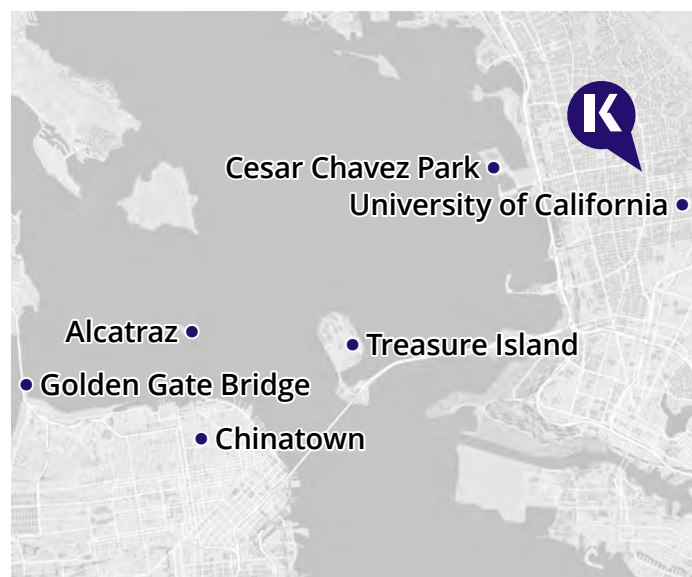 K
Cesar Chavez Park
University of California
Alcatraz
Treasure Island
Golden Gate Bridge
Chinatown